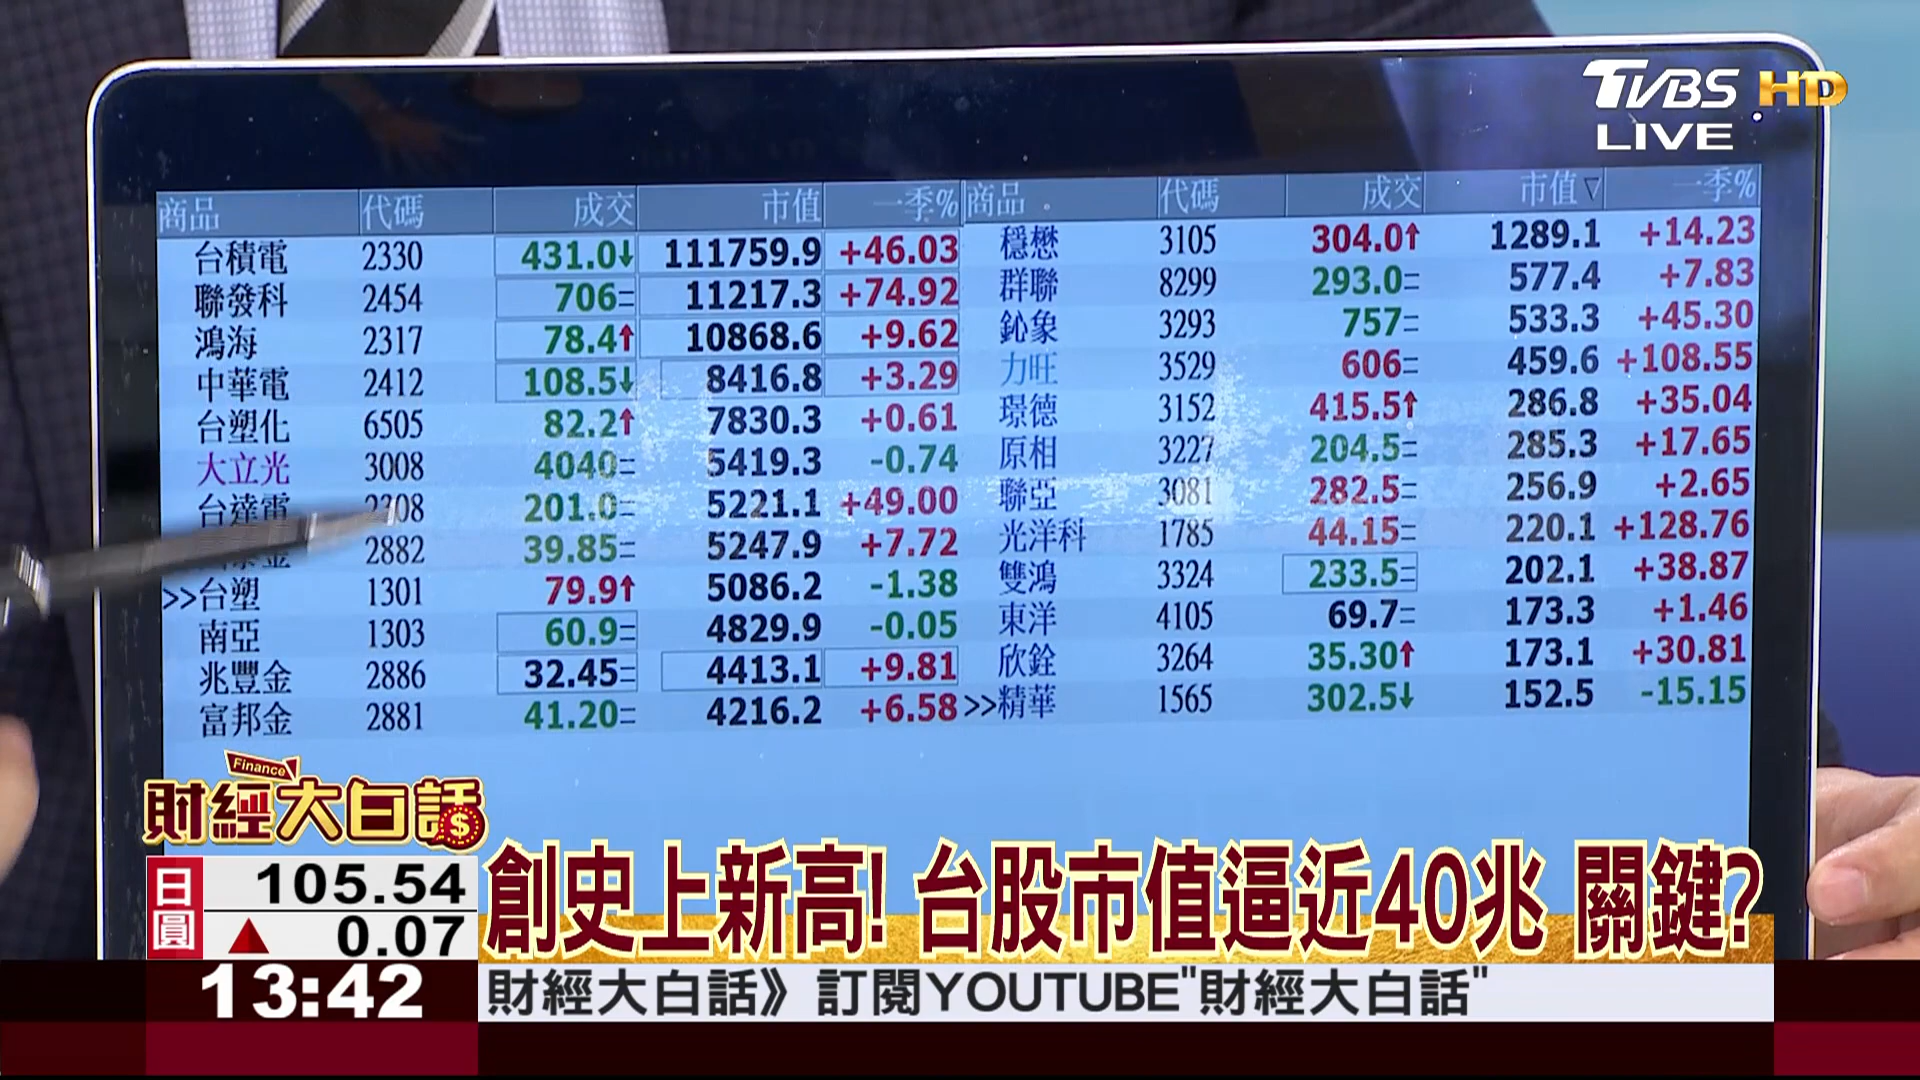 TVBS HD
LIVE
商品 代碼 成交 市值 一季%
台積電 2330 431.0↓ 111759.9 +46.03
聯發科 2454 706= 11217.3 +74.92
鴻海 2317 78.4↑ 10868.6 +9.62
中華電 2412 108.5↓ 8416.8 +3.29
台塑化 6505 82.2↑ 7830.3 +0.61
大立光 3008 4040= 5419.3 -0.74
台達電 2308 201.0= 5221.1 +49.00
2882 39.85= 5247.9 +7.72
>>台塑 1301 79.9↑ 5086.2 -1.38
南亞 1303 60.9= 4829.9 -0.05
兆豐金 2886 32.45= 4413.1 +9.81
富邦金 2881 41.20= 4216.2 +6.58
商品 代碼 成交 市值▽ 一季%
穩懋 3105 304.0↑ 1289.1 +14.23
群聯 8299 293.0= 577.4 +7.83
鈊象 3293 757= 533.3 +45.30
力旺 3529 606= 459.6 +108.55
璟德 3152 415.5↑ 286.8 +35.04
原相 3227 204.5= 285.3 +17.65
聯亞 3081 282.5= 256.9 +2.65
光洋科 1785 44.15= 220.1 +128.76
雙鴻 3324 233.5= 202.1 +38.87
東洋 4105 69.7= 173.3 +1.46
欣銓 3264 35.30↑ 173.1 +30.81
>>精華 1565 302.5↓ 152.5 -15.15
Finance
財經大白話
日圓 105.54
▲ 0.07
13:42
創史上新高! 台股市值逼近40兆 關鍵?
財經大白話》訂閱YOUTUBE"財經大白話"